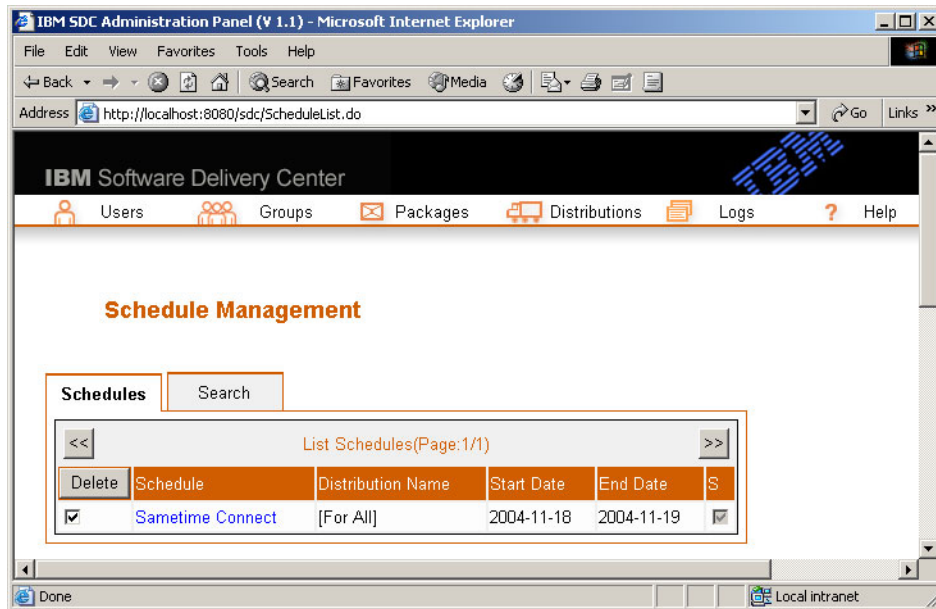 IBM SDC Administration Panel (V 1.1) - Microsoft Internet Explorer
File Edit View Favorites Tools Help
Back Search Favorites Media
Address http://localhost:8080/sdc/ScheduleList.do Go Links »
IBM Software Delivery Center IBM
Users Groups Packages Distributions Logs ? Help
Schedule Management
Schedules Search
<< List Schedules(Page:1/1) >>
Delete Schedule Distribution Name Start Date End Date S
Sametime Connect [For All] 2004-11-18 2004-11-19
Done Local intranet